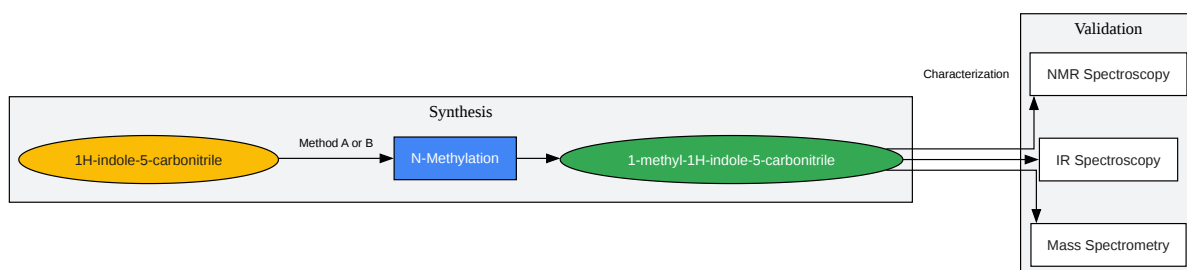 Synthesis
1H-indole-5-carbonitrile
Method A or B
N-Methylation
1-methyl-1H-indole-5-carbonitrile
Characterization
Validation
NMR Spectroscopy
IR Spectroscopy
Mass Spectrometry